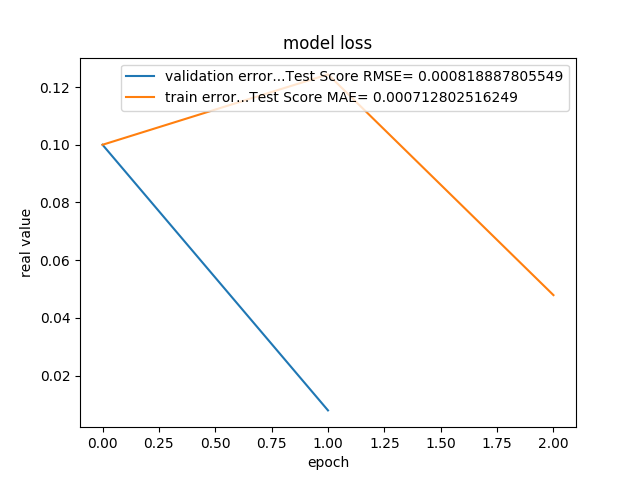 model loss
validation error...Test Score RMSE= 0.000818887805549
train error...Test Score MAE= 0.000712802516249
0.12
0.10
0.08
0.06
0.04
0.02
real value
0.00 0.25 0.50 0.75 1.00 1.25 1.50 1.75 2.00
epoch